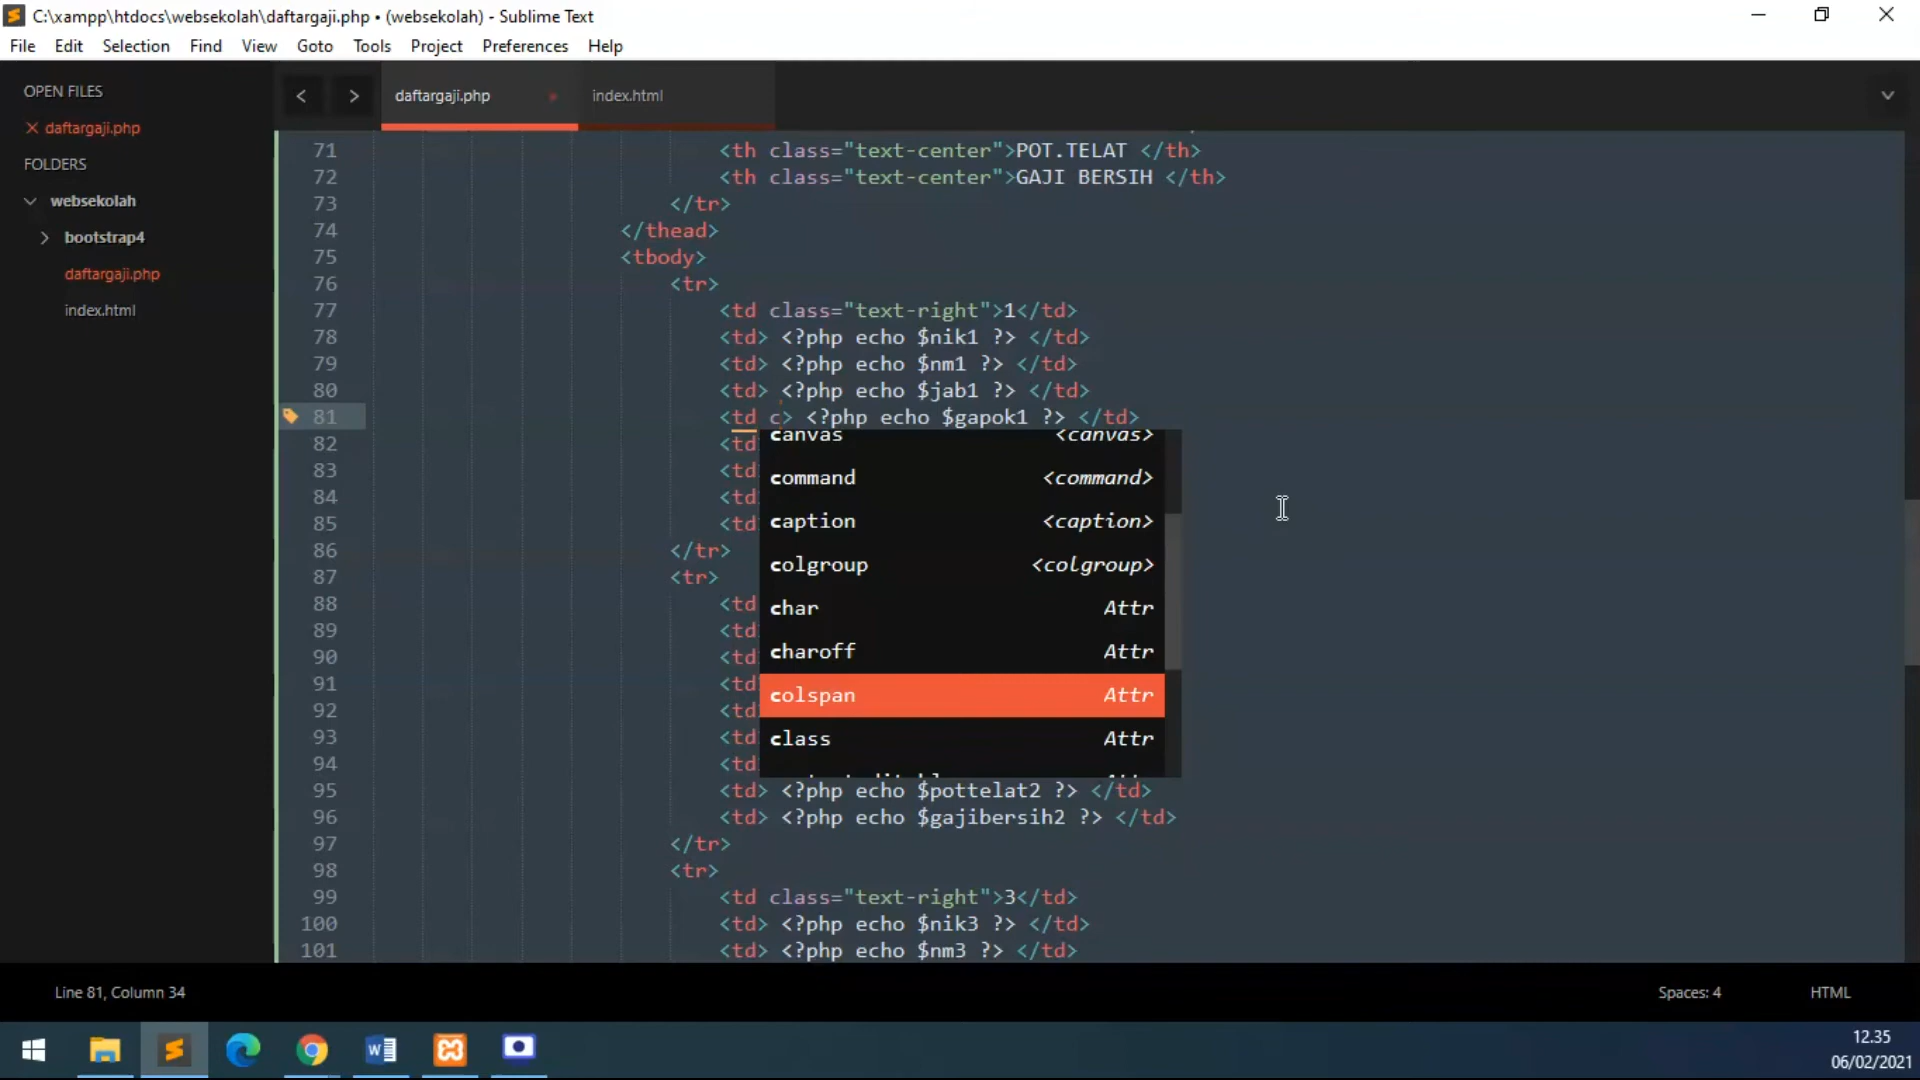 C:\xampp\htdocs\websekolah\daftargaji.php • (websekolah) - Sublime Text
File Edit Selection Find View Goto Tools Project Preferences Help
OPEN FILES
daftargaji.php
FOLDERS
websekolah
bootstrap4
daftargaji.php
index.html
daftargaji.php index.html
71 <th class="text-center">POT.TELAT </th>
72 <th class="text-center">GAJI BERSIH </th>
73 </tr>
74 </thead>
75 <tbody>
76 <tr>
77 <td class="text-right">1</td>
78 <td> <?php echo $nik1 ?> </td>
79 <td> <?php echo $nm1 ?> </td>
80 <td> <?php echo $jab1 ?> </td>
81 <td c> <?php echo $gapok1 ?> </td>
82 <td
83 <td
84 <td
85 <td
86 </tr>
87 <tr>
88 <td
89 <td
90 <td
91 <td
92 <td
93 <td
94 <td
95 <td> <?php echo $pottelat2 ?> </td>
96 <td> <?php echo $gajibersih2 ?> </td>
97 </tr>
98 <tr>
99 <td class="text-right">3</td>
100 <td> <?php echo $nik3 ?> </td>
101 <td> <?php echo $nm3 ?> </td>
canvas <canvas>
command <command>
caption <caption>
colgroup <colgroup>
char Attr
charoff Attr
colspan Attr
class Attr
Line 81, Column 34 Spaces: 4 HTML
12.35
06/02/2021